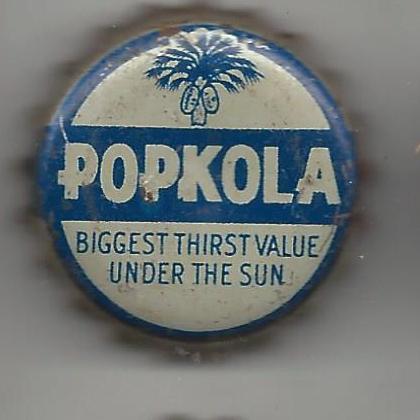 POPKOLA
BIGGEST THIRST VALUE
UNDER THE SUN